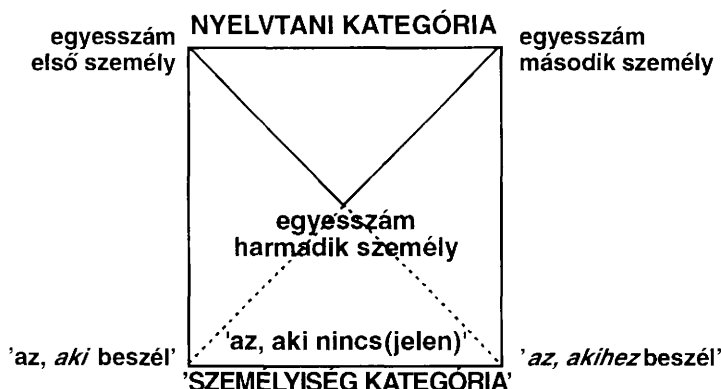 NYELVTANI KATEGÓRIA
egyesszám
első személy
egyesszám
második személy
egyesszám
harmadik személy
'az, aki beszél'
'az, aki nincs(jelen)'
'az, akihez beszél'
'SZEMÉLYISÉG KATEGÓRIA'